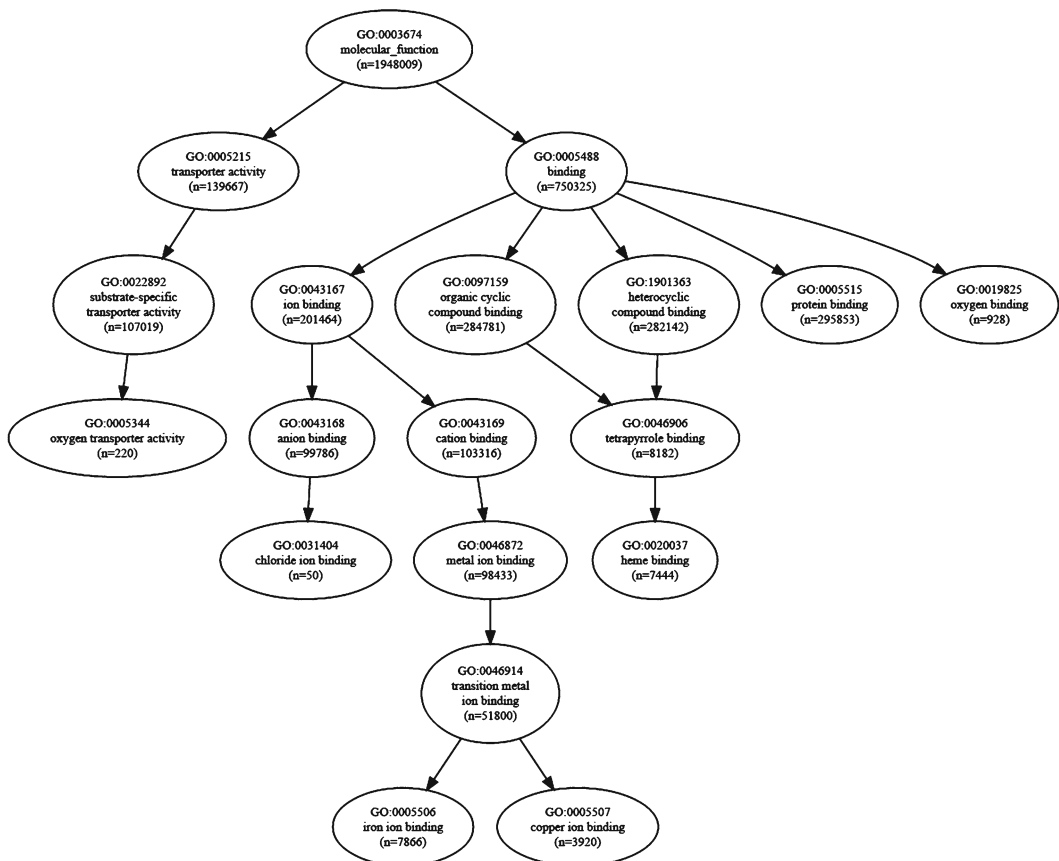 GO:0003674
molecular_function
(n=1948009)
GO:0005215
transporter activity
(n=139667)
GO:0005488
binding
(n=750325)
GO:0022892
substrate-specific
transporter activity
(n=107019)
GO:0043167
ion binding
(n=201464)
GO:0097159
organic cyclic
compound binding
(n=284781)
GO:1901363
heterocyclic
compound binding
(n=282142)
GO:0005515
protein binding
(n=295853)
GO:0019825
oxygen binding
(n=928)
GO:0005344
oxygen transporter activity
(n=220)
GO:0043168
anion binding
(n=99786)
GO:0043169
cation binding
(n=103316)
GO:0046906
tetrapyrrole binding
(n=8182)
GO:0031404
chloride ion binding
(n=50)
GO:0046872
metal ion binding
(n=98433)
GO:0020037
heme binding
(n=7444)
GO:0046914
transition metal
ion binding
(n=51800)
GO:0005506
iron ion binding
(n=7866)
GO:0005507
copper ion binding
(n=3920)